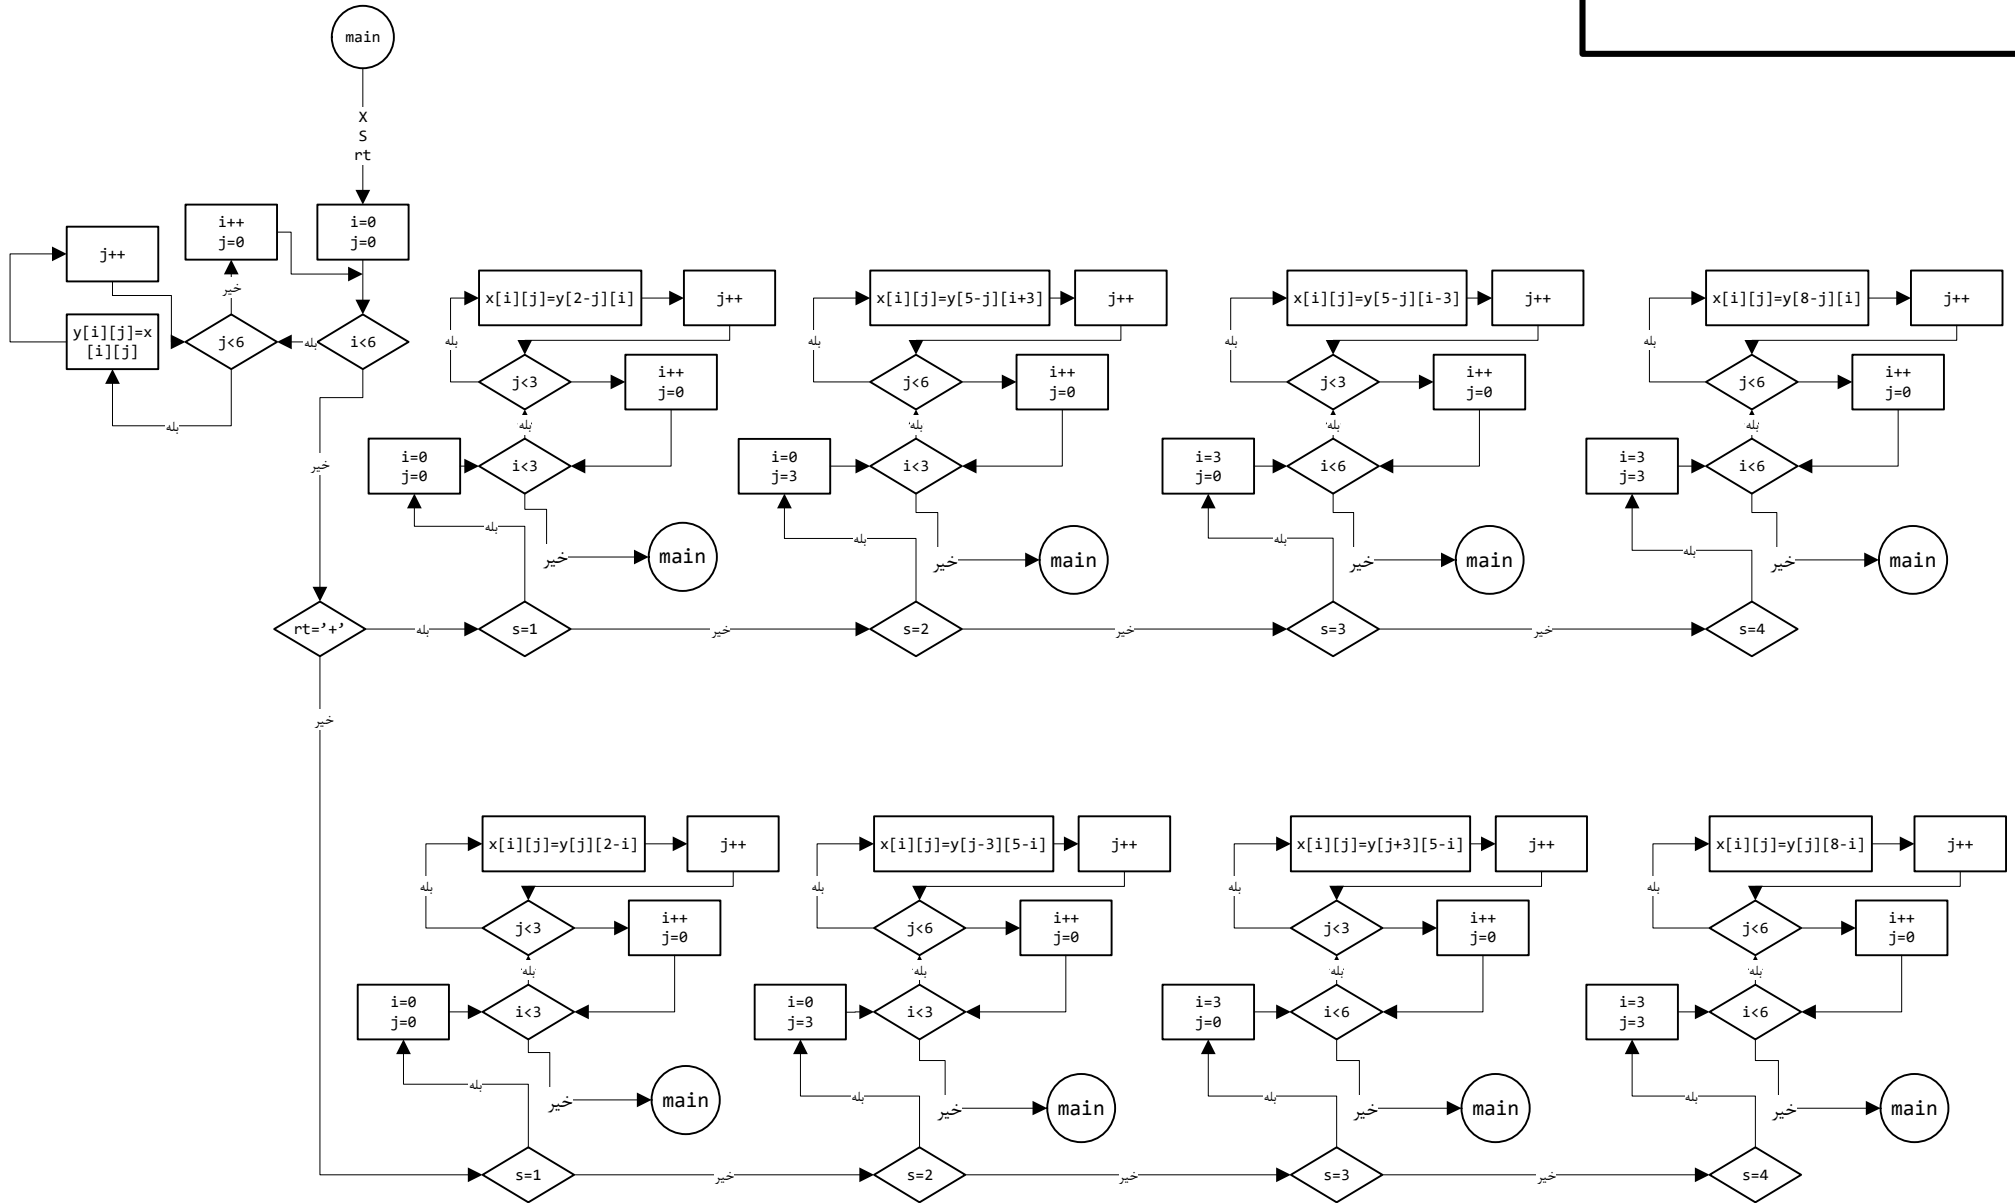 main
X
S
rt
i=0
j=0
i++
j=0
j++
خیر
y[i][j]=x
[i][j]
j<6
بله
i<6
بله
خیر
x[i][j]=y[2-j][i]
j++
بله
j<3
i++
j=0
بله
i=0
j=0
i<3
بله
خیر
main
x[i][j]=y[5-j][i+3]
j++
بله
j<6
i++
j=0
بله
i=0
j=3
i<3
بله
خیر
main
x[i][j]=y[5-j][i-3]
j++
بله
j<3
i++
j=0
بله
i=3
j=0
i<6
بله
خیر
main
x[i][j]=y[8-j][i]
j++
بله
j<6
i++
j=0
بله
i=3
j=3
i<6
بله
خیر
main
rt=’+’
بله
s=1
خیر
s=2
خیر
s=3
خیر
s=4
خیر
x[i][j]=y[j][2-i]
j++
بله
j<3
i++
j=0
بله
i=0
j=0
i<3
بله
خیر
main
x[i][j]=y[j-3][5-i]
j++
بله
j<6
i++
j=0
بله
i=0
j=3
i<3
بله
خیر
main
x[i][j]=y[j+3][5-i]
j++
بله
j<3
i++
j=0
بله
i=3
j=0
i<6
بله
خیر
main
x[i][j]=y[j][8-i]
j++
بله
j<6
i++
j=0
بله
i=3
j=3
i<6
بله
خیر
main
s=1
خیر
s=2
خیر
s=3
خیر
s=4